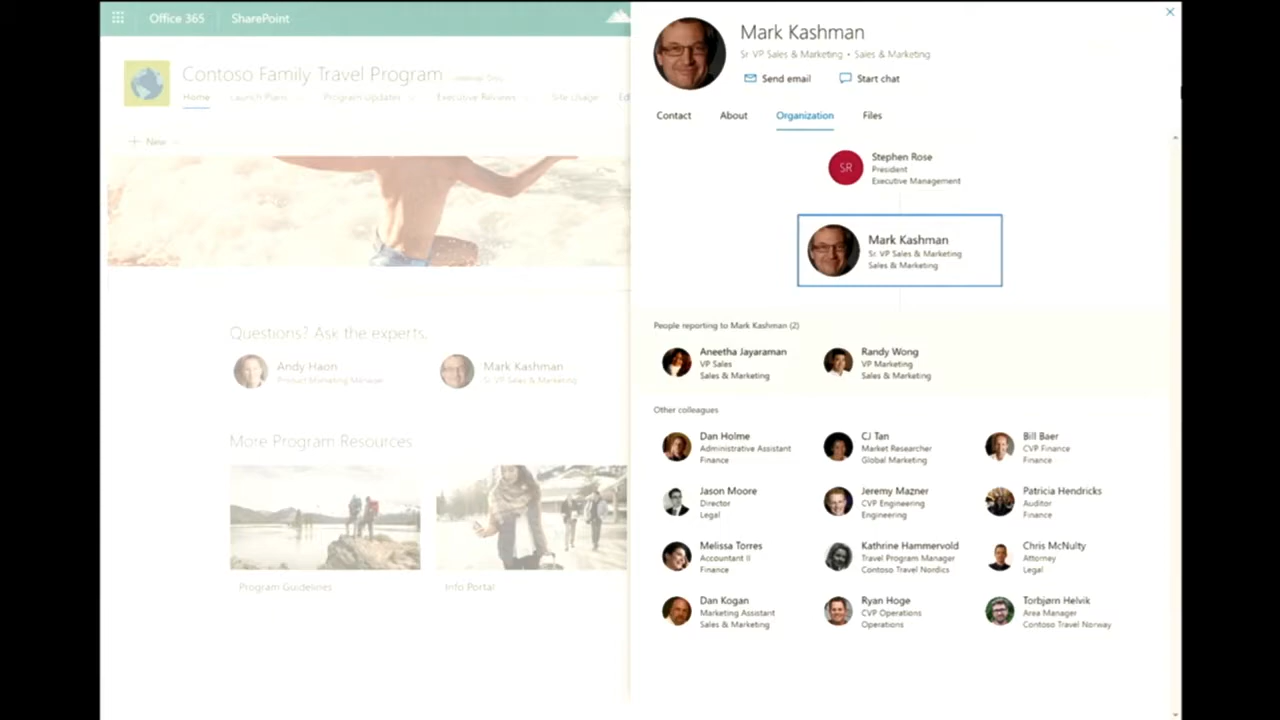 Office 365
SharePoint
Contoso Family Travel Program
Home
Launch Plans
Program Updates
Executive Reviews
Site Usage
Ed
+ New
Questions? Ask the experts.
Andy Haon
Product Marketing Manager
Mark Kashman
Sr. VP Sales & Marketing
More Program Resources
Program Guidelines
Info Portal
Mark Kashman
Sr. VP Sales & Marketing • Sales & Marketing
Send email
Start chat
Contact
About
Organization
Files
SR
Stephen Rose
President
Executive Management
Mark Kashman
Sr. VP Sales & Marketing
Sales & Marketing
People reporting to Mark Kashman (2)
Aneetha Jayaraman
VP Sales
Sales & Marketing
Randy Wong
VP Marketing
Sales & Marketing
Other colleagues
Dan Holme
Administrative Assistant
Finance
CJ Tan
Market Researcher
Global Marketing
Bill Baer
CVP Finance
Finance
Jason Moore
Director
Legal
Jeremy Mazner
CVP Engineering
Engineering
Patricia Hendricks
Auditor
Finance
Melissa Torres
Accountant II
Finance
Kathrine Hammervold
Travel Program Manager
Contoso Travel Nordics
Chris McNulty
Attorney
Legal
Dan Kogan
Marketing Assistant
Sales & Marketing
Ryan Hoge
CVP Operations
Operations
Torbjørn Helvik
Area Manager
Contoso Travel Norway